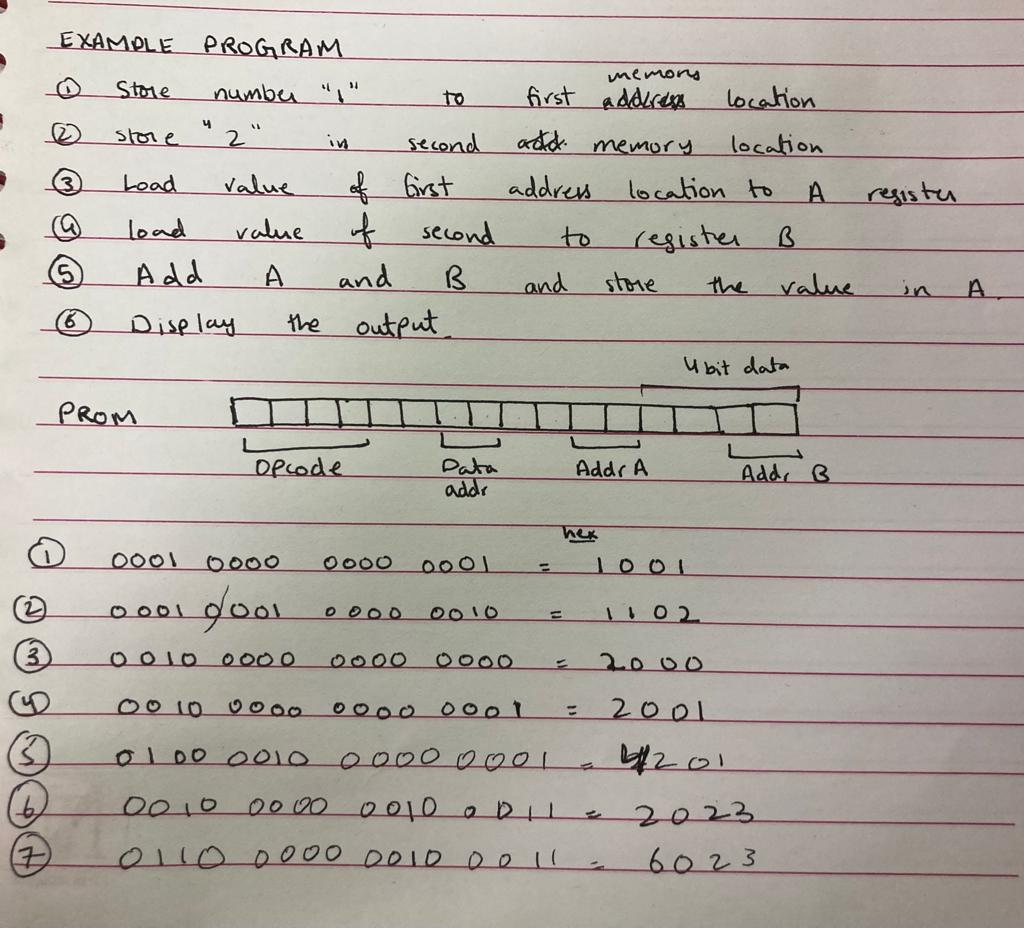 EXAMPLE PROGRAM
① Store number "1" to first memory location
② store "2" in second memory location
③ Load value of first address location to A register
④ load value of second to register B
⑤ Add A and B and store the value in A.
⑥ Display the output.
4 bit data
PROM
Opcode Data addr Addr A Addr B
hex
① 0001 0000 0000 0001 = 1001
② 0001 0001 0000 0010 = 1102
③ 0010 0000 0000 0000 = 2000
④ 0010 0000 0000 0001 = 2001
⑤ 0100 0010 0000 0001 = 4201
⑥ 0010 0000 0010 0011 = 2023
⑦ 0110 0000 0010 0011 = 6023